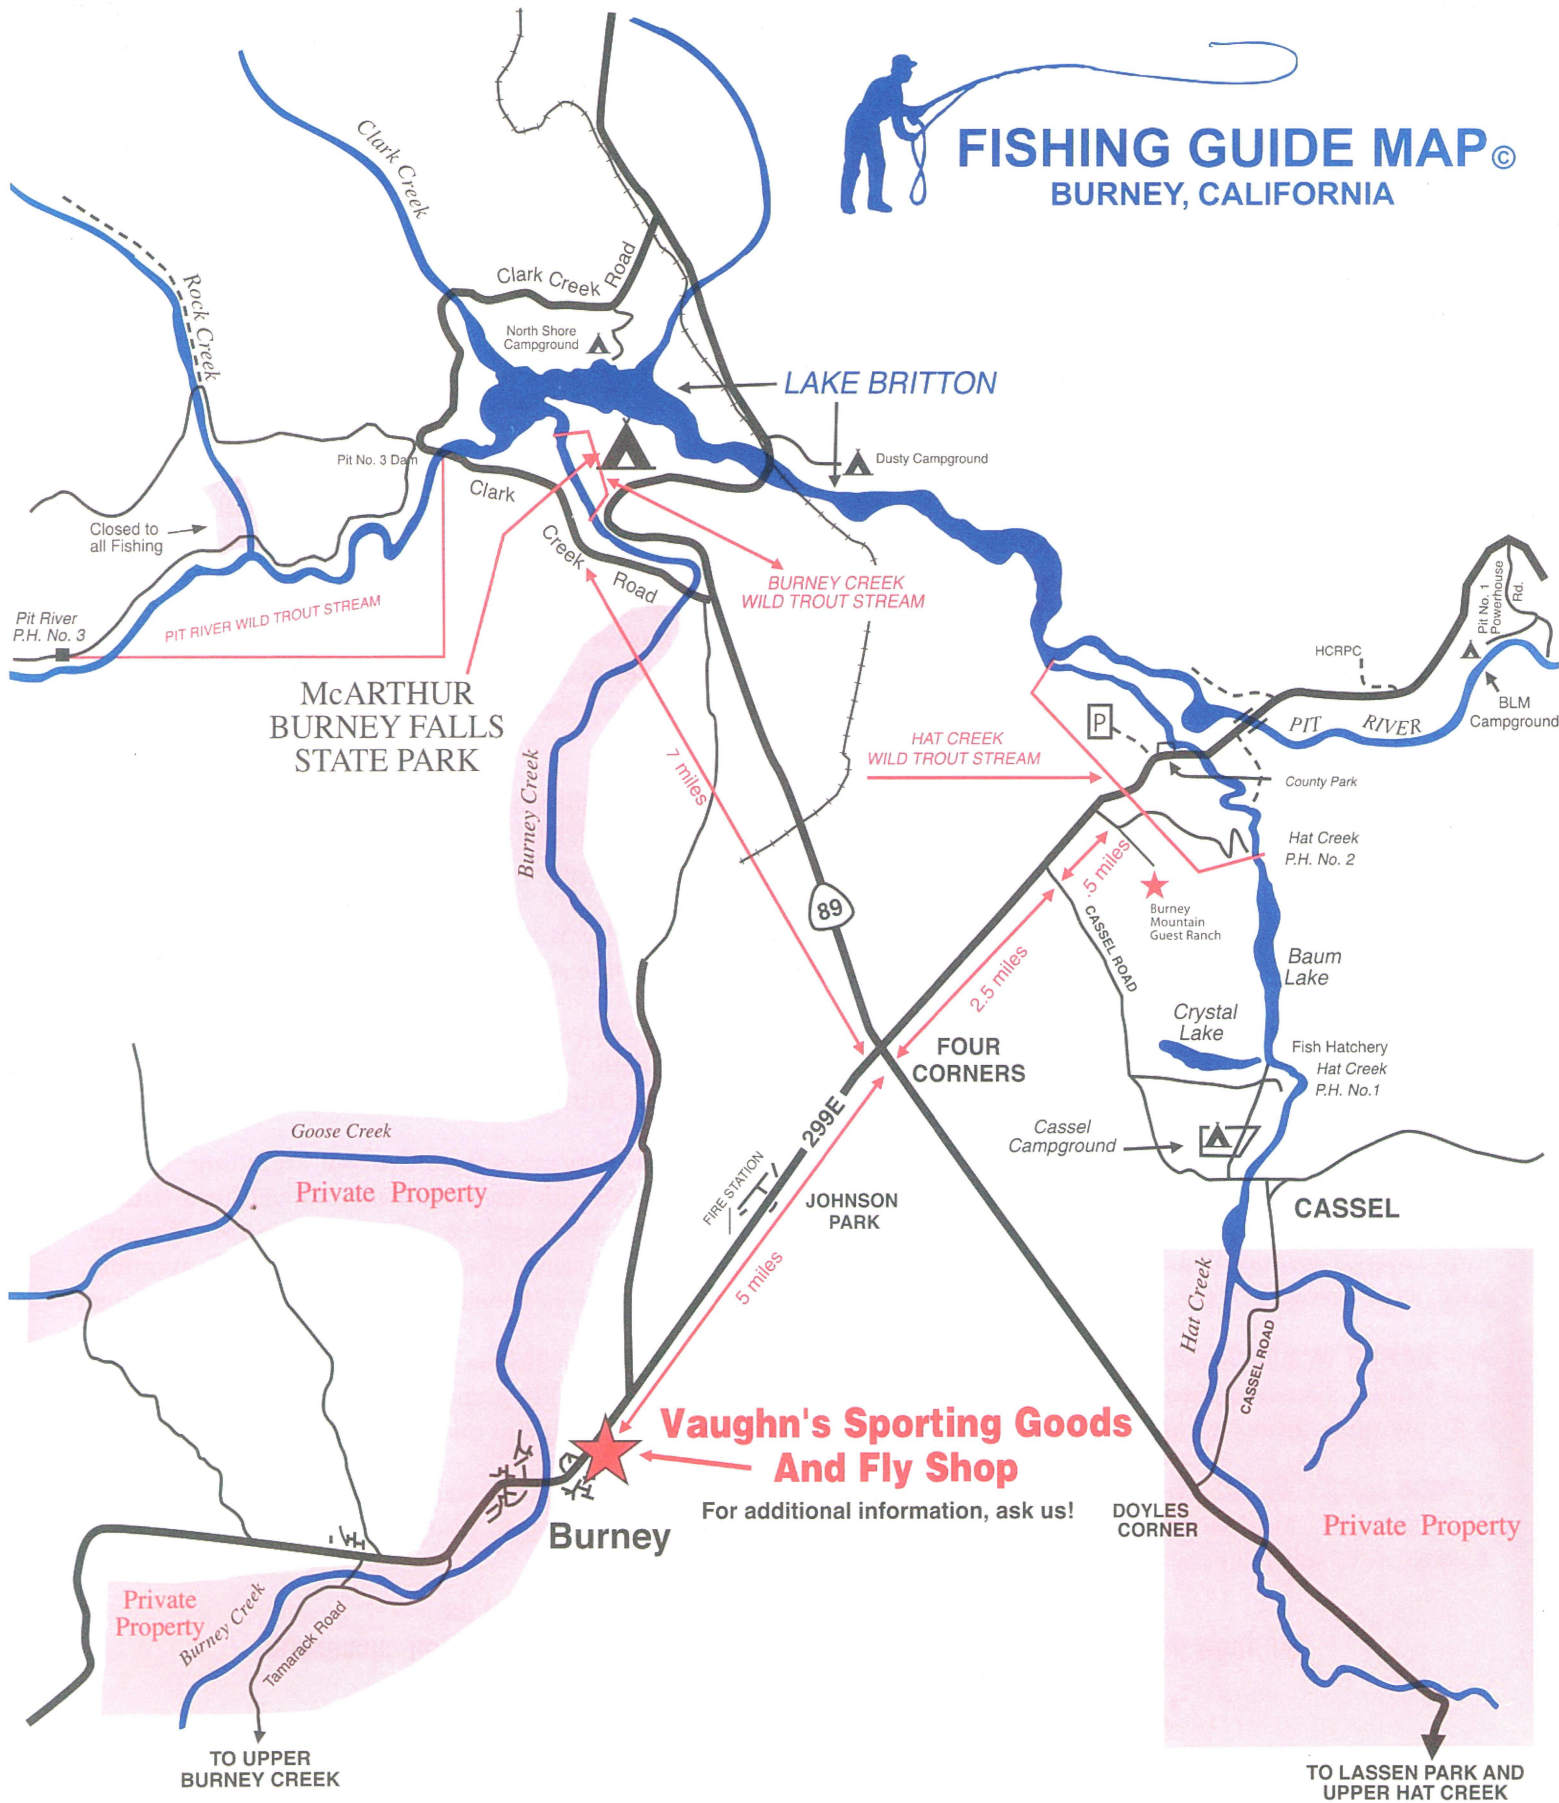 FISHING GUIDE MAP©
BURNEY, CALIFORNIA
Clark Creek
Rock Creek
Clark Creek Road
North Shore
Campground
LAKE BRITTON
Pit No. 3 Dam
Dusty Campground
Clark
Creek
Road
Closed to
all Fishing
BURNEY CREEK
WILD TROUT STREAM
Pit River
P.H. No. 3
PIT RIVER WILD TROUT STREAM
McARTHUR
BURNEY FALLS
STATE PARK
Pit No. 1
Powerhouse
Rd.
HCRPC
BLM
Campground
PIT RIVER
P
HAT CREEK
WILD TROUT STREAM
County Park
7 miles
Burney Creek
Hat Creek
P.H. No. 2
.5 miles
89
Burney
Mountain
Guest Ranch
CASSEL ROAD
2.5 miles
Baum
Lake
Crystal
Lake
FOUR
CORNERS
Fish Hatchery
Hat Creek
P.H. No.1
299E
Goose Creek
Cassel
Campground
Private Property
FIRE STATION
JOHNSON
PARK
CASSEL
5 miles
Hat Creek
CASSEL ROAD
Vaughn's Sporting Goods
And Fly Shop
For additional information, ask us!
Burney
DOYLES
CORNER
Private Property
Private
Property
Burney Creek
Tamarack Road
TO UPPER
BURNEY CREEK
TO LASSEN PARK AND
UPPER HAT CREEK